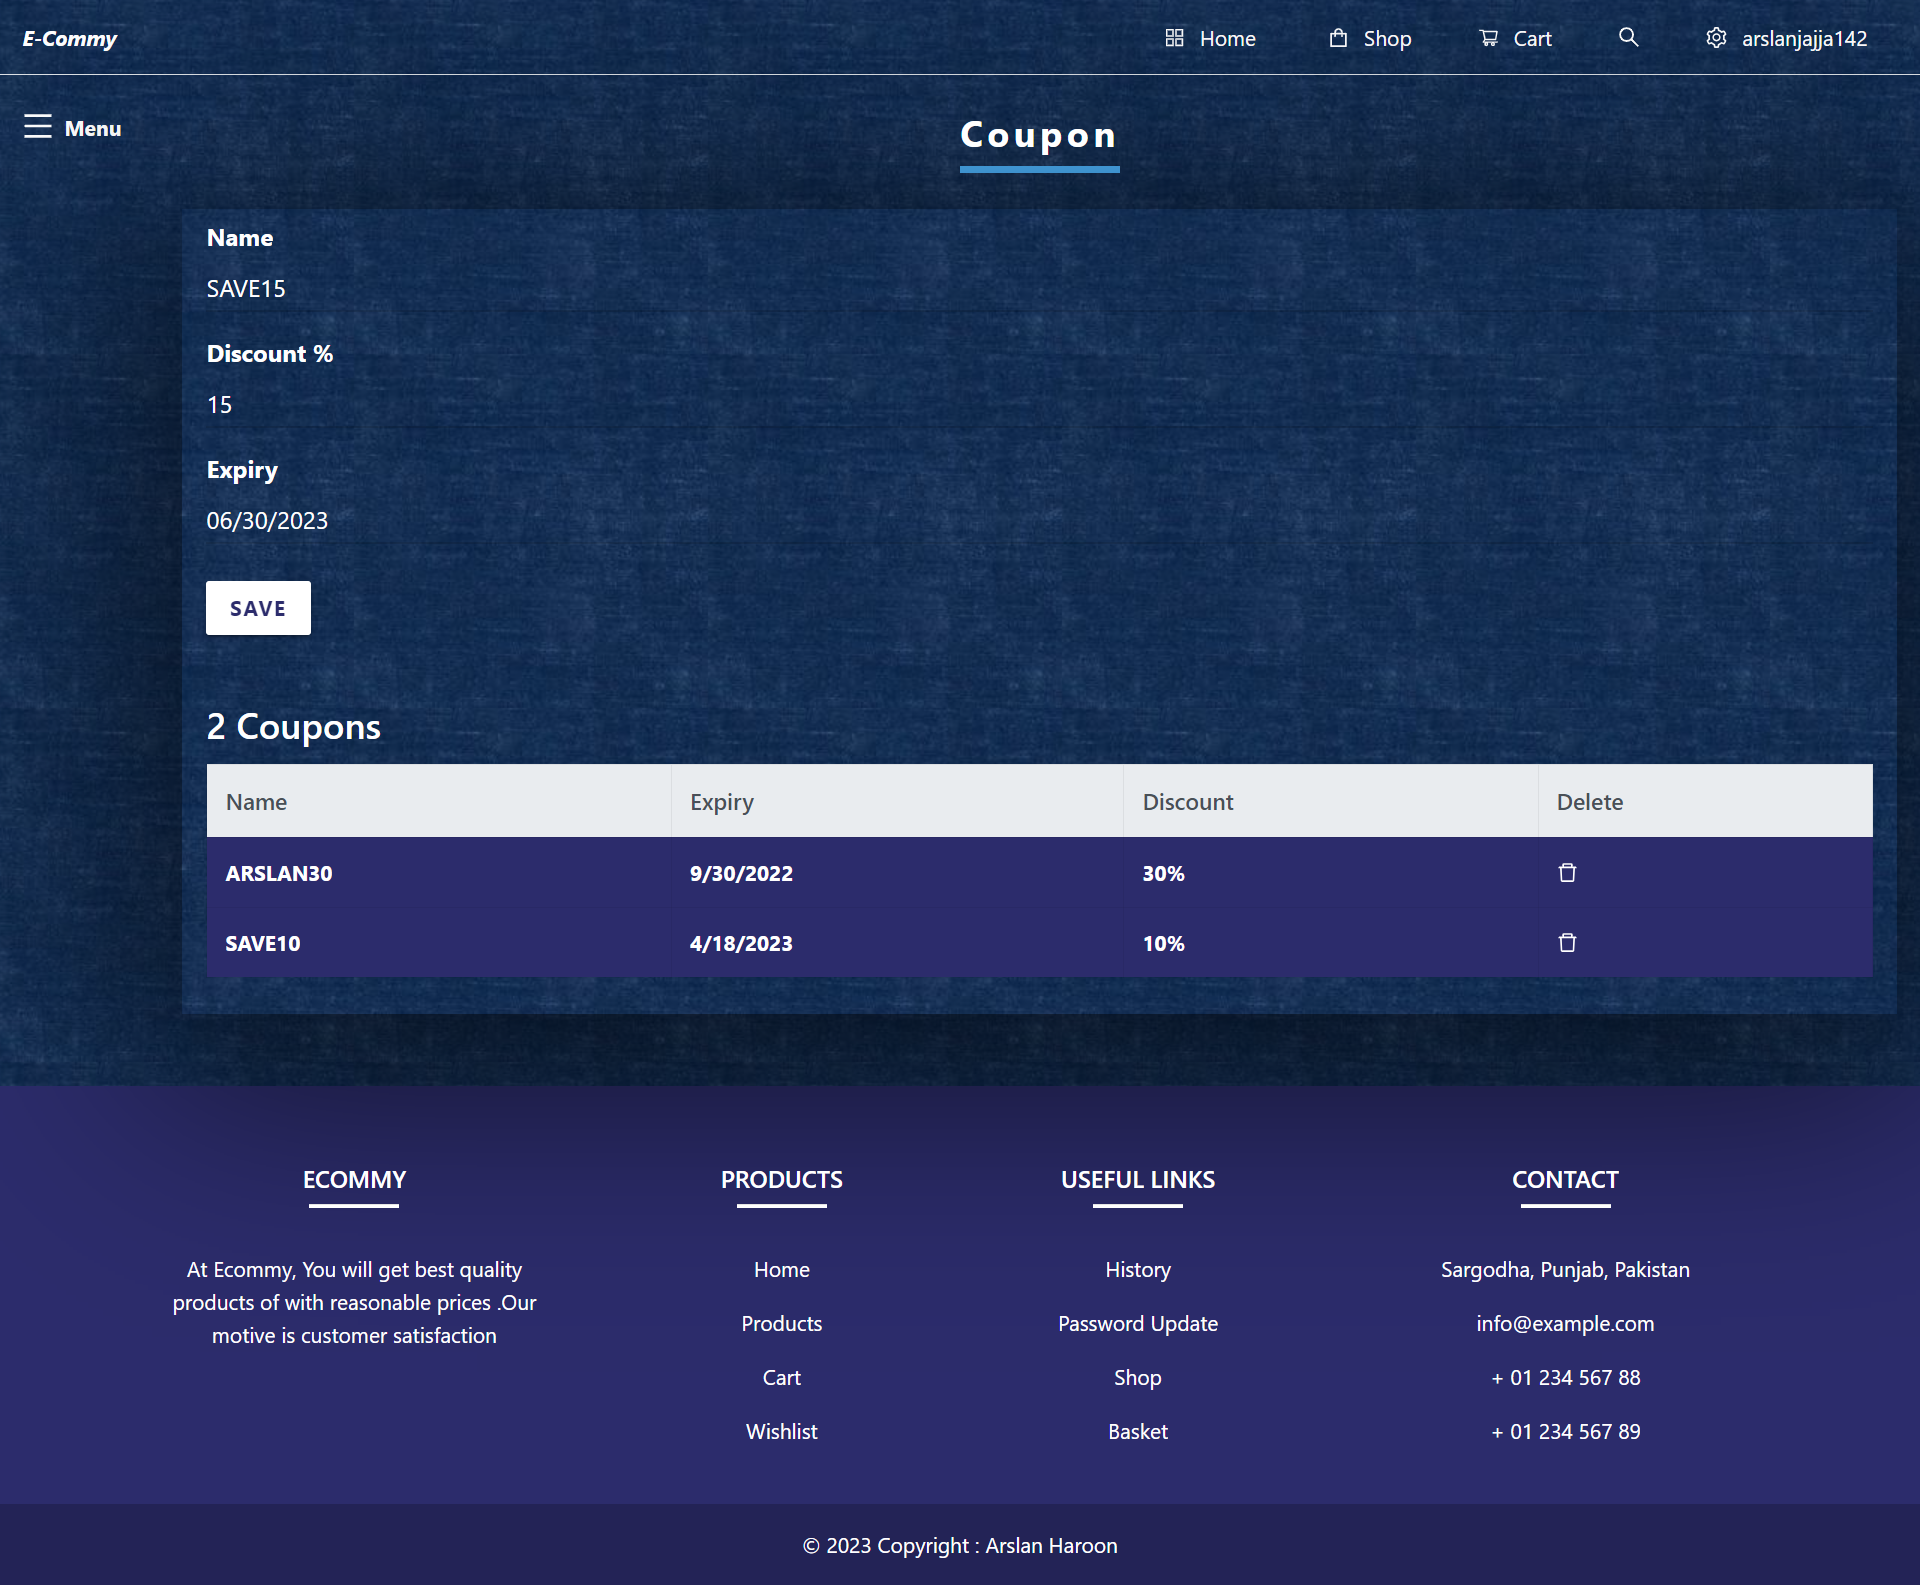 E-Commy
Home
Shop
Cart
arslanjajja142
Menu
Coupon
Name
SAVE15
Discount %
15
Expiry
06/30/2023
SAVE
2 Coupons
Name Expiry Discount Delete
ARSLAN30 9/30/2022 30%
SAVE10 4/18/2023 10%
ECOMMY
At Ecommy, You will get best quality
products of with reasonable prices .Our
motive is customer satisfaction
PRODUCTS
Home
Products
Cart
Wishlist
USEFUL LINKS
History
Password Update
Shop
Basket
CONTACT
Sargodha, Punjab, Pakistan
info@example.com
+ 01 234 567 88
+ 01 234 567 89
© 2023 Copyright : Arslan Haroon